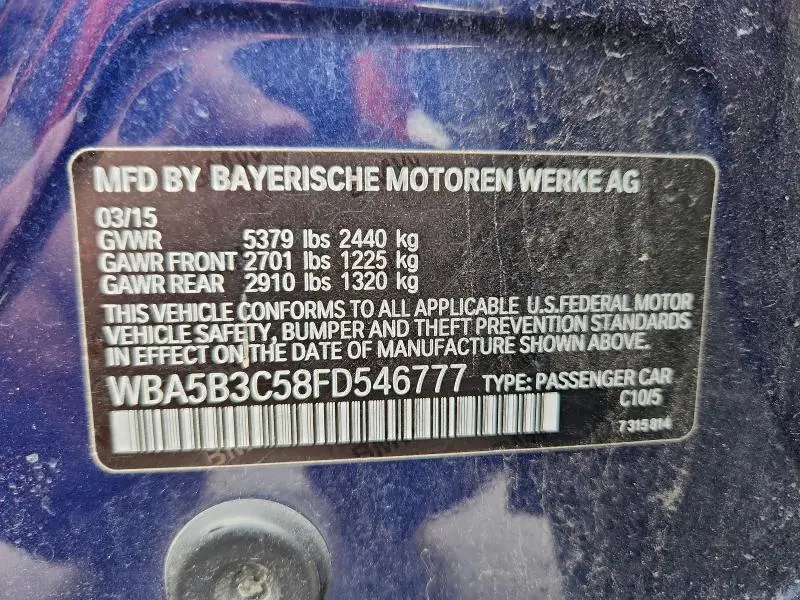 MFD BY BAYERISCHE MOTOREN WERKE AG
03/15
GVWR 5379 lbs 2440 kg
GAWR FRONT 2701 lbs 1225 kg
GAWR REAR 2910 lbs 1320 kg
THIS VEHICLE CONFORMS TO ALL APPLICABLE U.S.FEDERAL MOTOR
VEHICLE SAFETY, BUMPER AND THEFT PREVENTION STANDARDS
IN EFFECT ON THE DATE OF MANUFACTURE SHOWN ABOVE.
WBA5B3C58FD546777 TYPE: PASSENGER CAR
C10/5
7 315 814